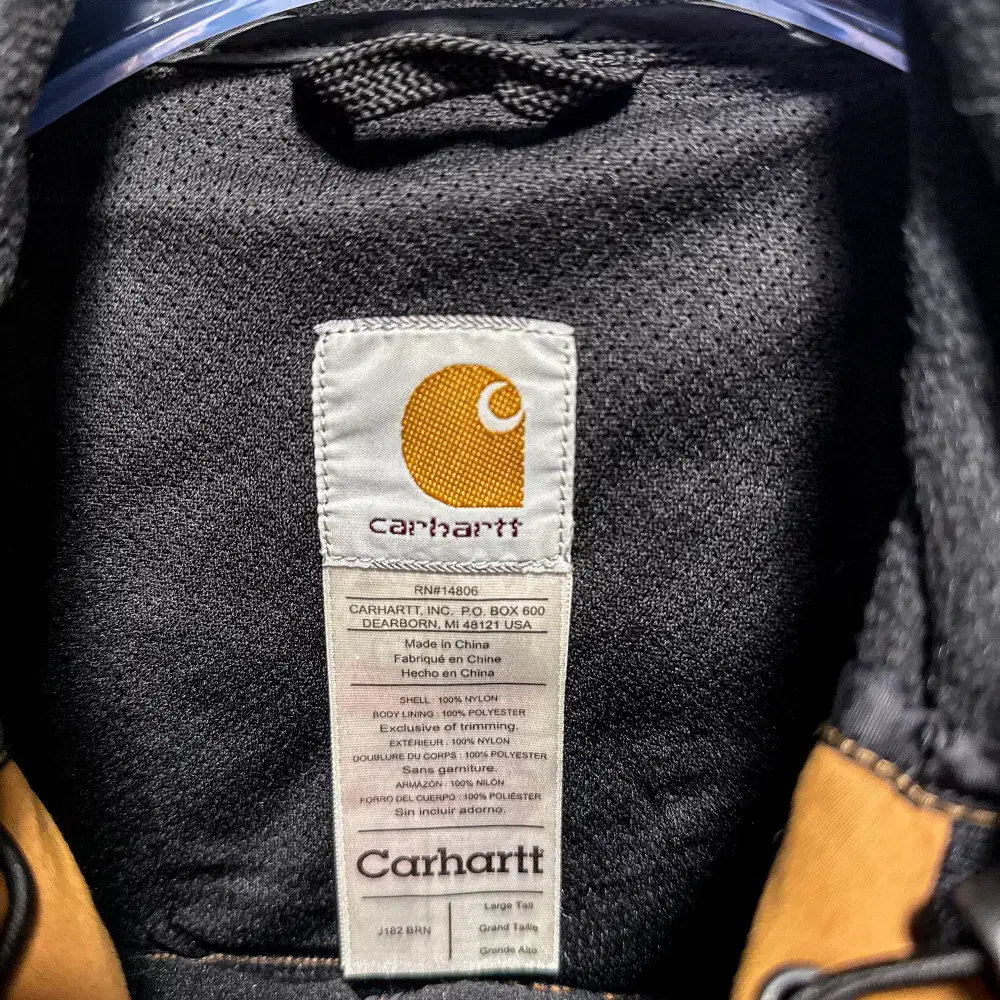 carhartt
RN#14806
CARHARTT, INC. P.O. BOX 600
DEARBORN, MI 48121 USA
Made in China
Fabriqué en Chine
Hecho en China
SHELL : 100% NYLON
BODY LINING : 100% POLYESTER
Exclusive of trimming.
EXTÉRIEUR : 100% NYLON
DOUBLURE DU CORPS : 100% POLYESTER
Sans garniture.
ARMAZÓN : 100% NILÓN
FORRO DEL CUERPO : 100% POLIÉSTER
Sin incluir adorno.
Carhartt
J182 BRN
Large Tall
Grand Taille
Grande Alto